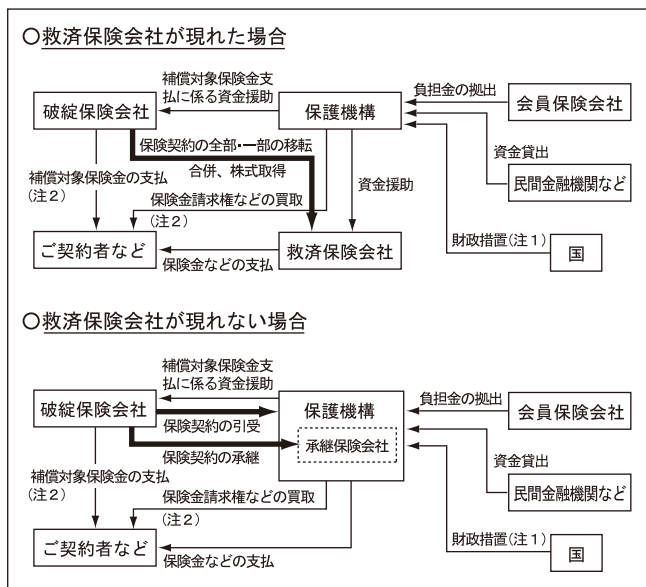 ○救済保険会社が現れた場合
補償対象保険金支
払に係る資金援助
負担金の拠出
破綻保険会社
保護機構
会員保険会社
保険契約の全部・一部の移転
合併、株式取得
資金貸出
補償対象保険金の支払
(注2)
保険金請求権などの買取
(注2)
資金援助
民間金融機関など
ご契約者など
保険金などの支払
救済保険会社
財政措置(注1)
国
○救済保険会社が現れない場合
補償対象保険金支
払に係る資金援助
負担金の拠出
破綻保険会社
保護機構
会員保険会社
保険契約の引受
承継保険会社
保険契約の承継
資金貸出
補償対象保険金の支払
(注2)
保険金請求権などの買取
(注2)
民間金融機関など
ご契約者など
保険金などの支払
財政措置(注1)
国